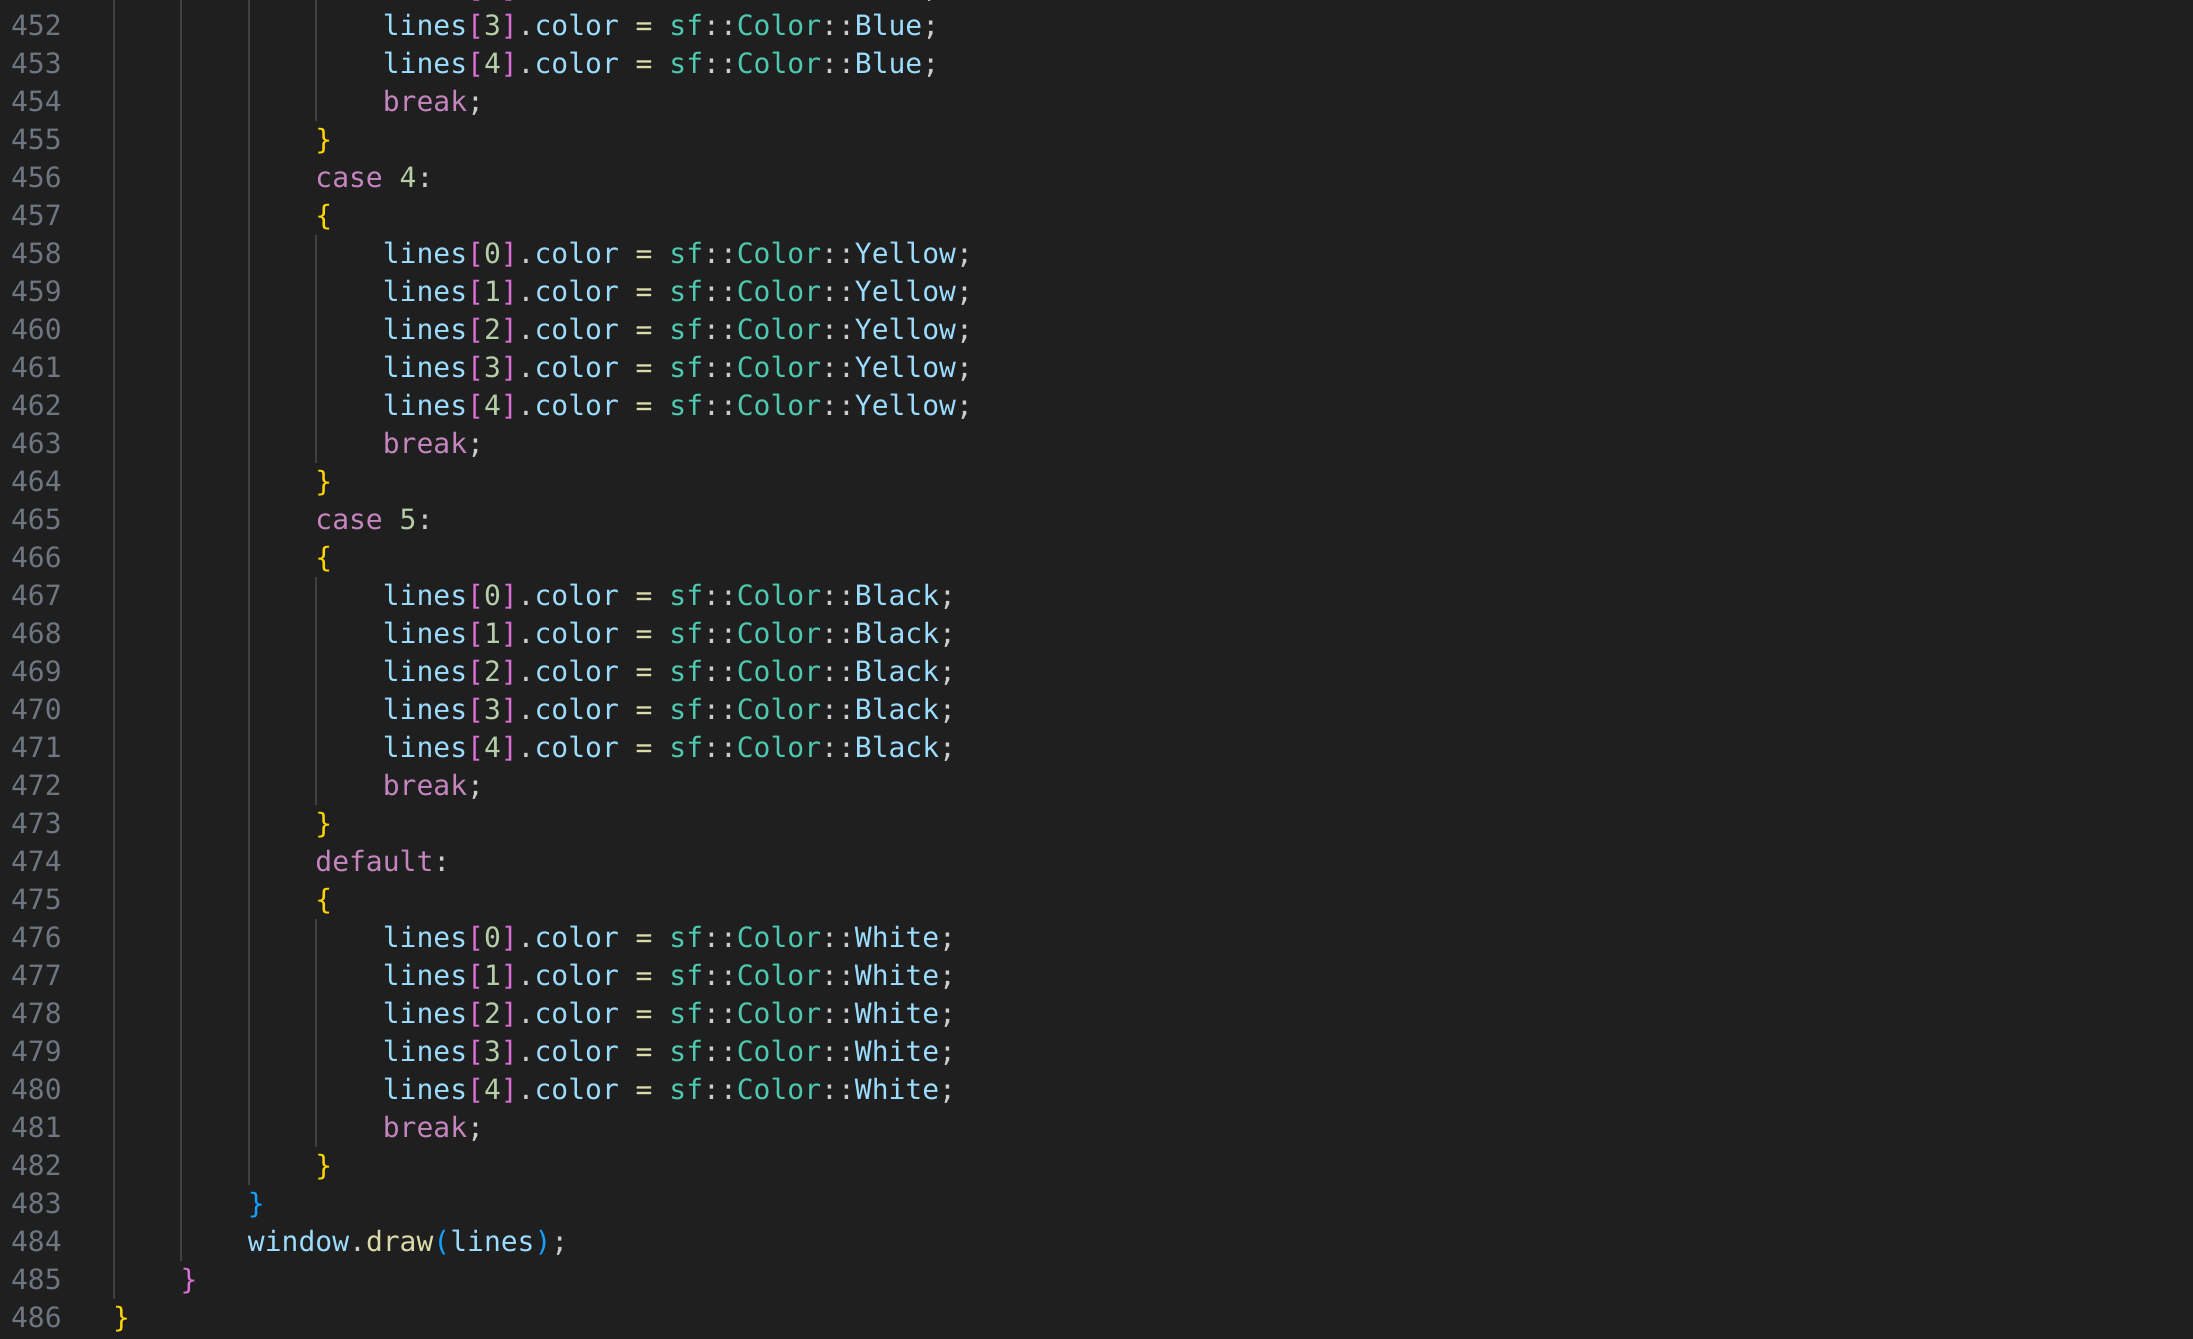 452 lines[3].color = sf::Color::Blue;
453 lines[4].color = sf::Color::Blue;
454 break;
455 }
456 case 4:
457 {
458 lines[0].color = sf::Color::Yellow;
459 lines[1].color = sf::Color::Yellow;
460 lines[2].color = sf::Color::Yellow;
461 lines[3].color = sf::Color::Yellow;
462 lines[4].color = sf::Color::Yellow;
463 break;
464 }
465 case 5:
466 {
467 lines[0].color = sf::Color::Black;
468 lines[1].color = sf::Color::Black;
469 lines[2].color = sf::Color::Black;
470 lines[3].color = sf::Color::Black;
471 lines[4].color = sf::Color::Black;
472 break;
473 }
474 default:
475 {
476 lines[0].color = sf::Color::White;
477 lines[1].color = sf::Color::White;
478 lines[2].color = sf::Color::White;
479 lines[3].color = sf::Color::White;
480 lines[4].color = sf::Color::White;
481 break;
482 }
483 }
484 window.draw(lines);
485 }
486 }